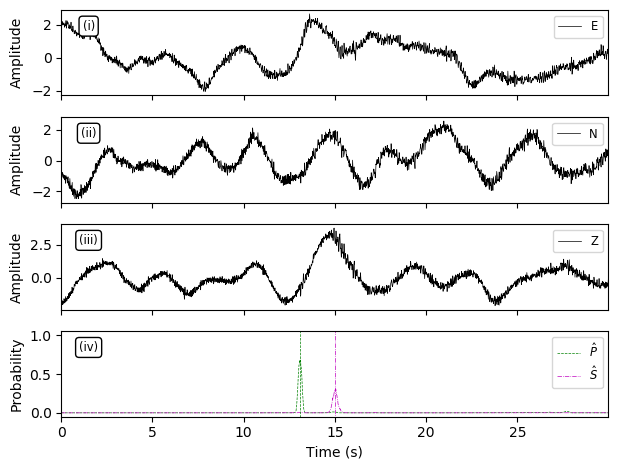 (i)
E
Amplitude
2
0
−2
(ii)
N
Amplitude
2
0
−2
(iii)
Z
Amplitude
2.5
0.0
(iv)
P̂
Ŝ
Probability
1.0
0.5
0.0
0 5 10 15 20 25
Time (s)